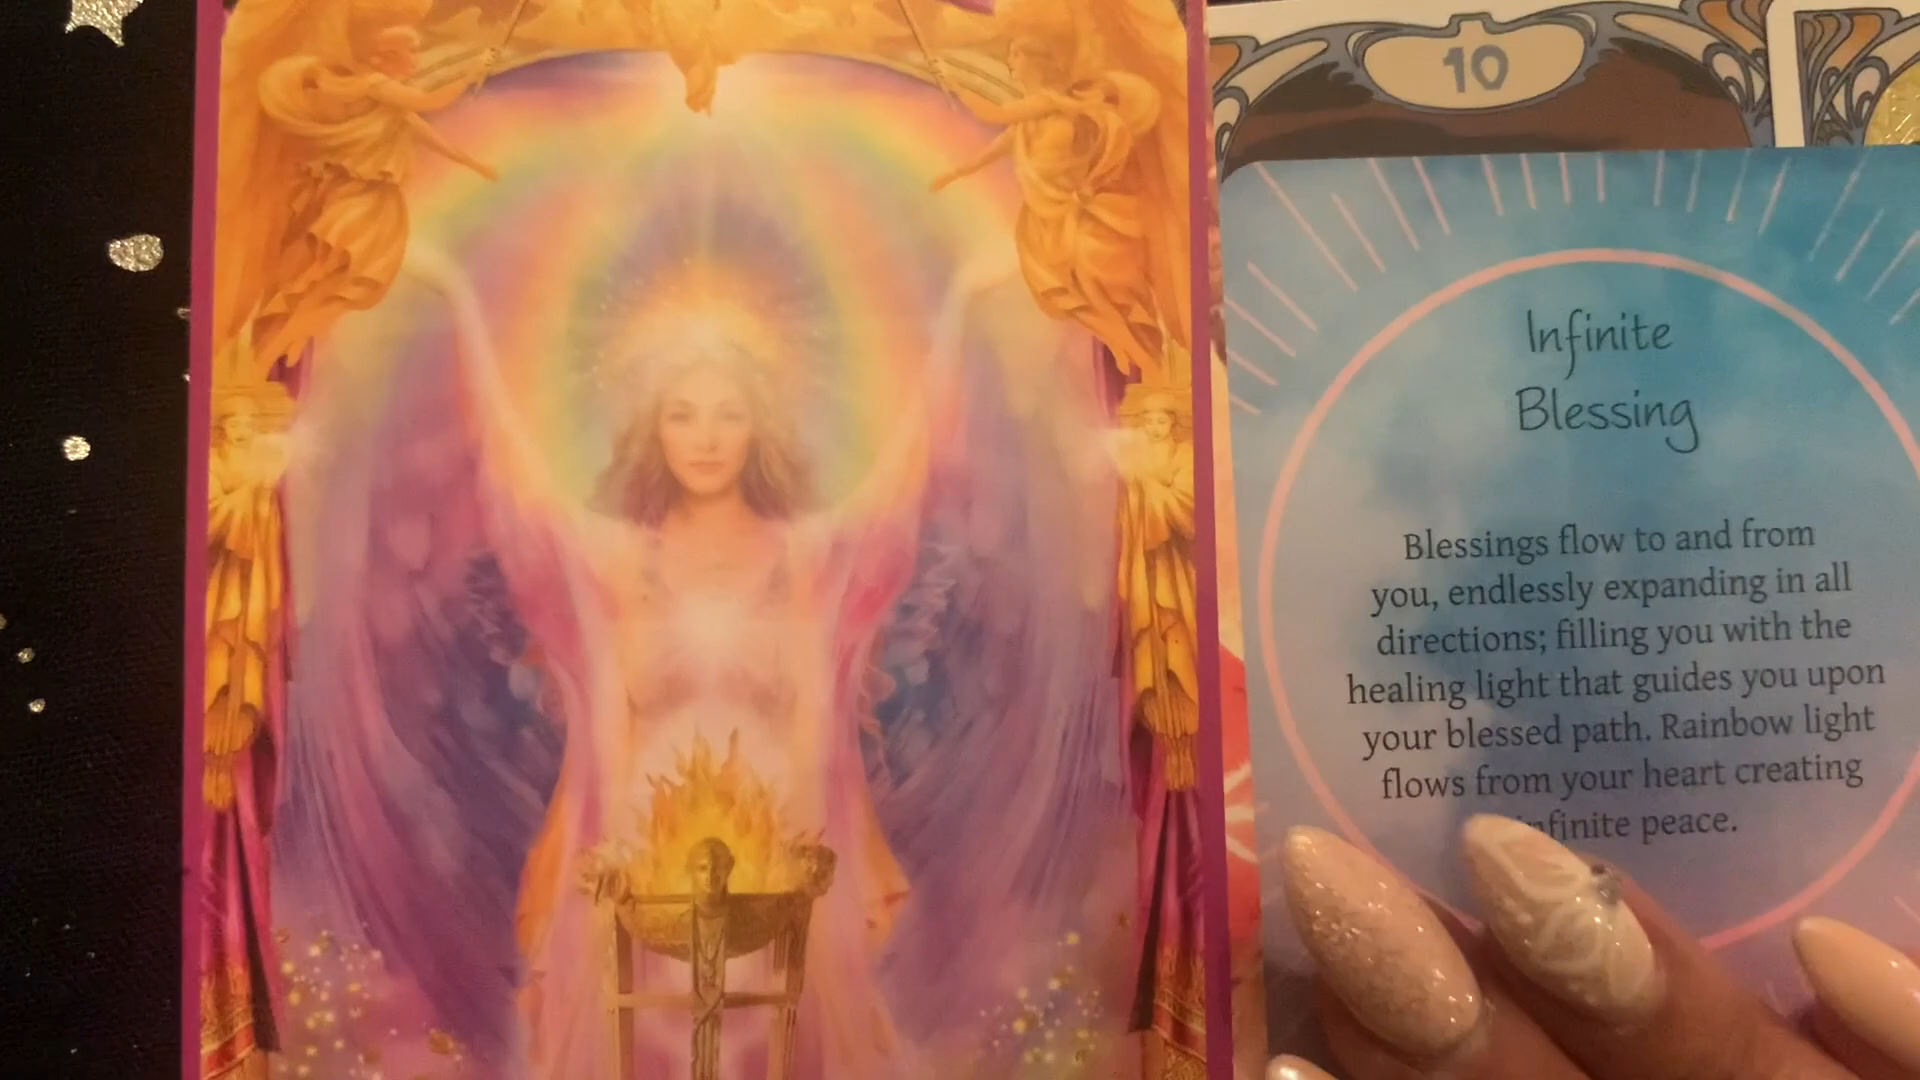 10
Infinite
Blessing
Blessings flow to and from
you, endlessly expanding in all
directions; filling you with the
healing light that guides you upon
your blessed path. Rainbow light
flows from your heart creating
infinite peace.